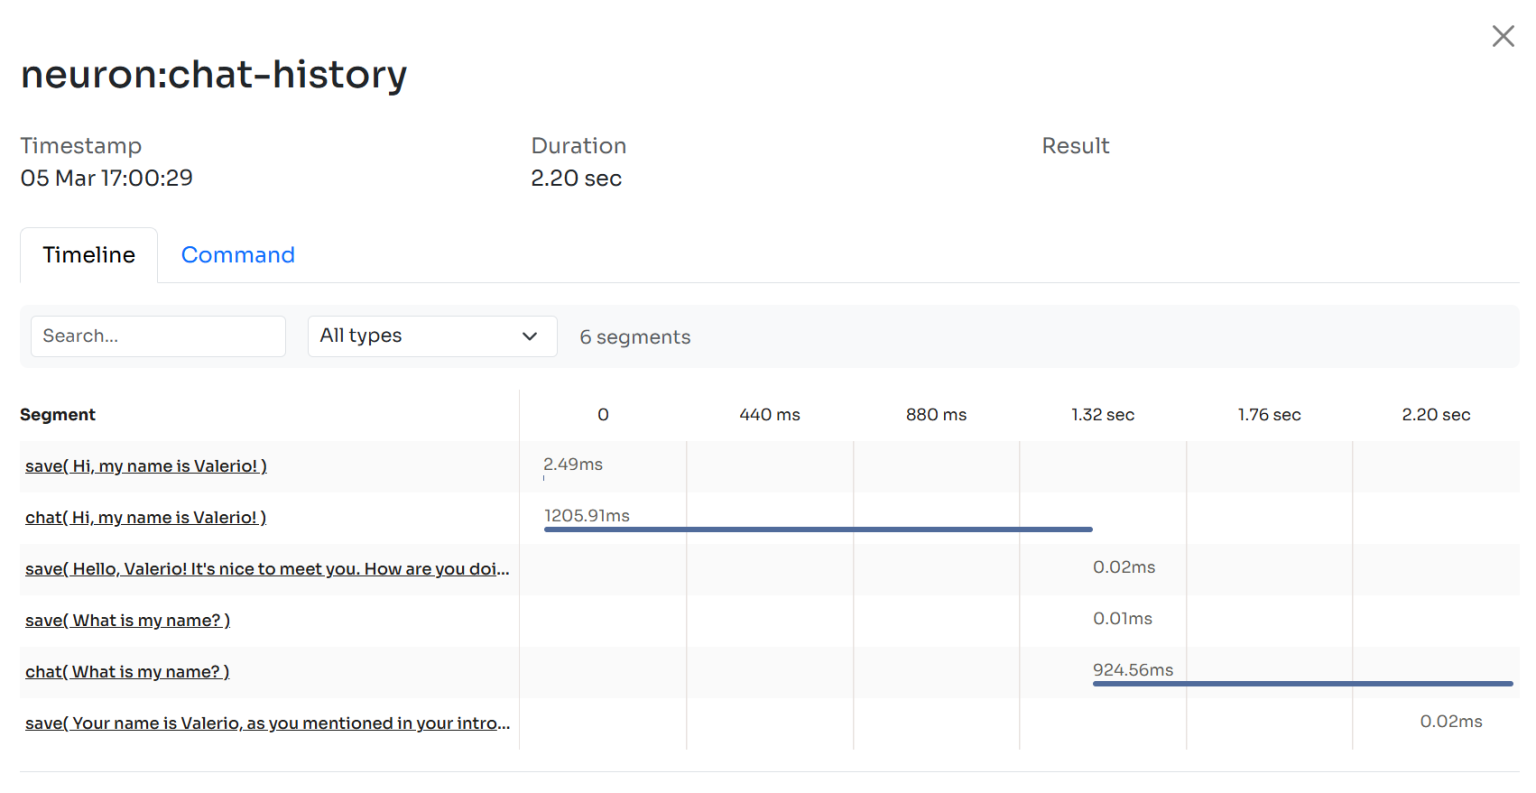 neuron:chat-history
Timestamp Duration Result
05 Mar 17:00:29 2.20 sec
Timeline Command
Search... All types 6 segments
Segment 0 440 ms 880 ms 1.32 sec 1.76 sec 2.20 sec
save( Hi, my name is Valerio! ) 2.49ms
chat( Hi, my name is Valerio! ) 1205.91ms
save( Hello, Valerio! It's nice to meet you. How are you doi... 0.02ms
save( What is my name? ) 0.01ms
chat( What is my name? ) 924.56ms
save( Your name is Valerio, as you mentioned in your intro... 0.02ms